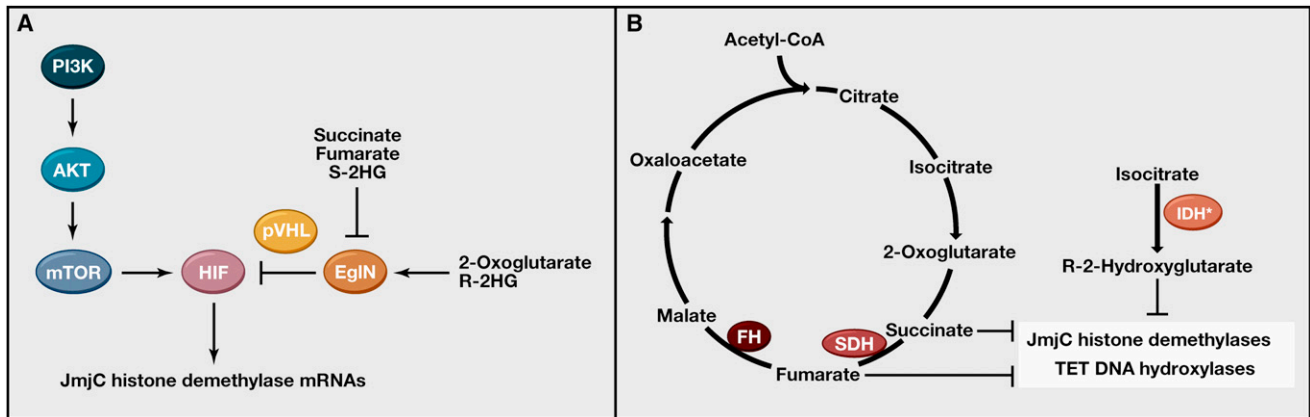 A
PI3K
AKT
mTOR
HIF
pVHL
EglN
Succinate
Fumarate
S-2HG
2-Oxoglutarate
R-2HG
JmjC histone demethylase mRNAs
B
Acetyl-CoA
Citrate
Isocitrate
2-Oxoglutarate
Succinate
SDH
Fumarate
FH
Malate
Oxaloacetate
Isocitrate
IDH*
R-2-Hydroxyglutarate
JmjC histone demethylases
TET DNA hydroxylases